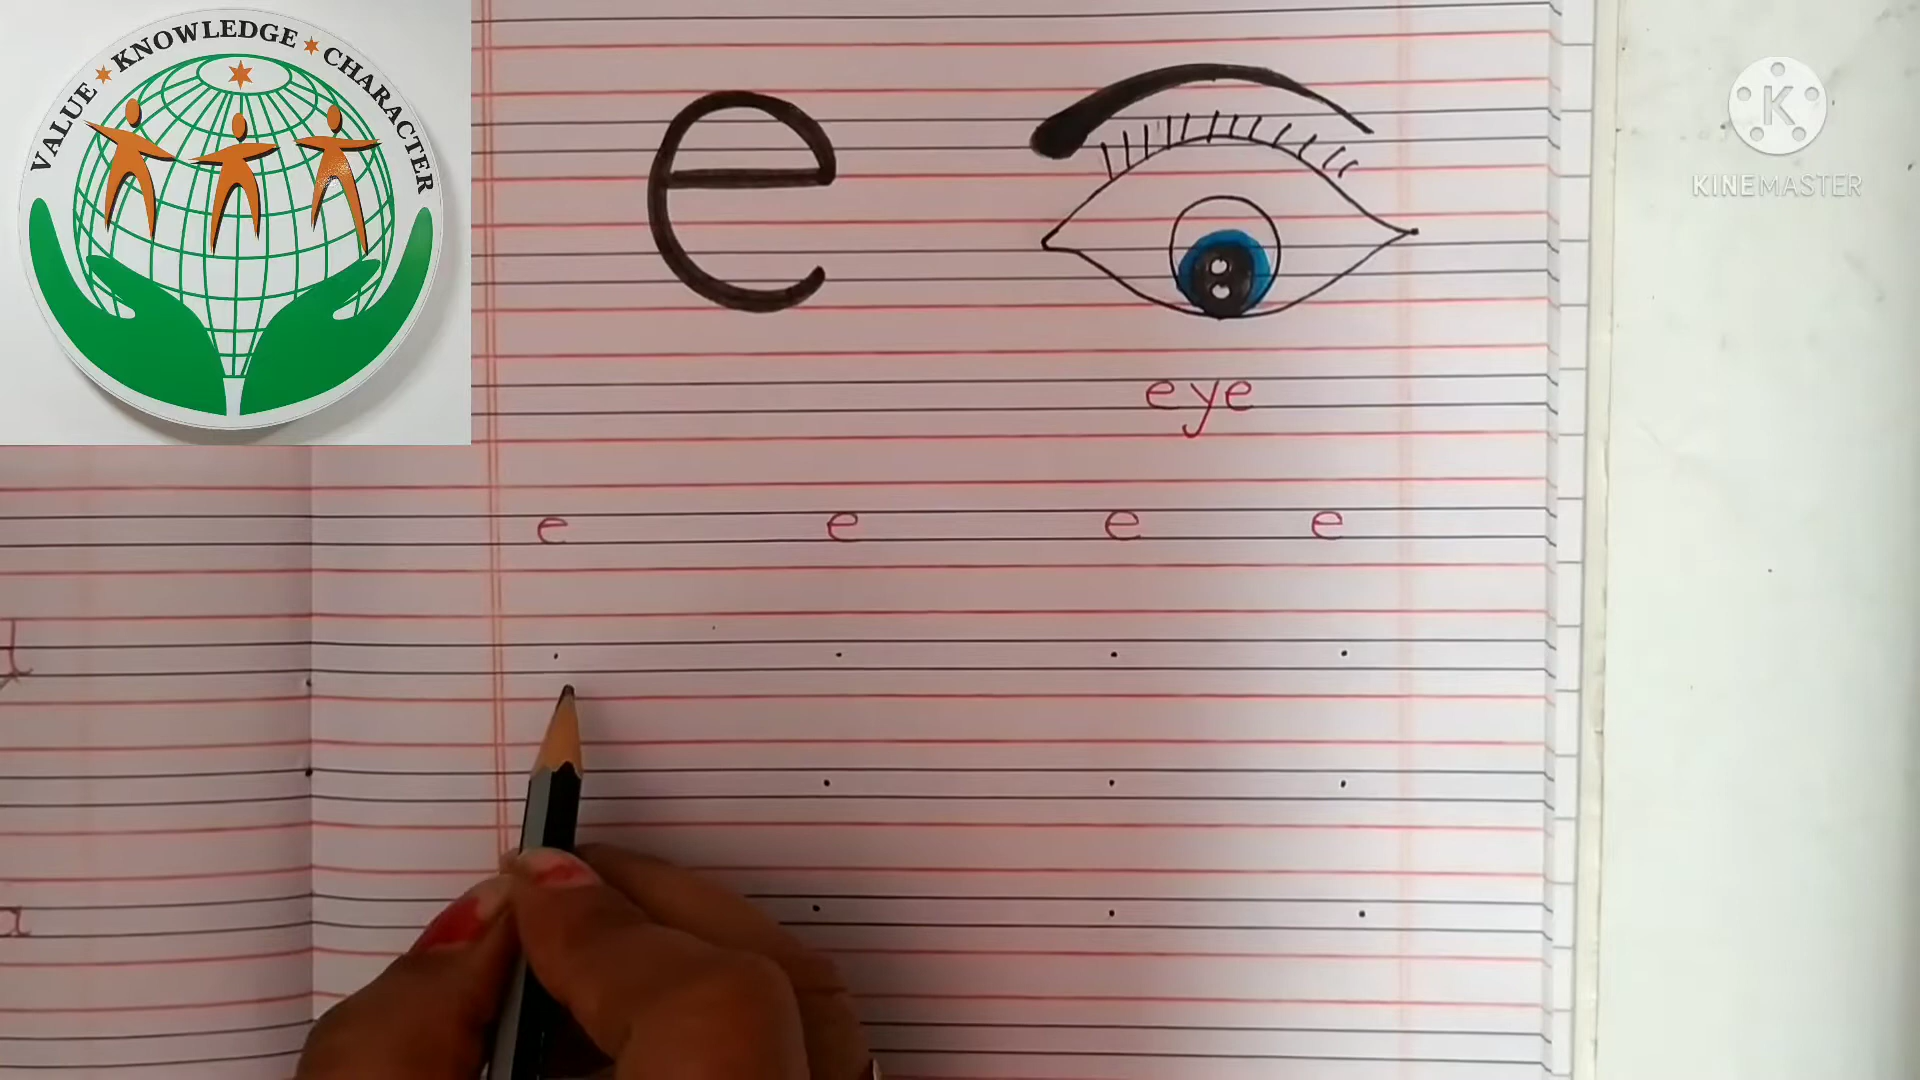 VALUE ★ KNOWLEDGE ★ CHARACTER
K
KINEMASTER
e
eye
e e e e
d
a